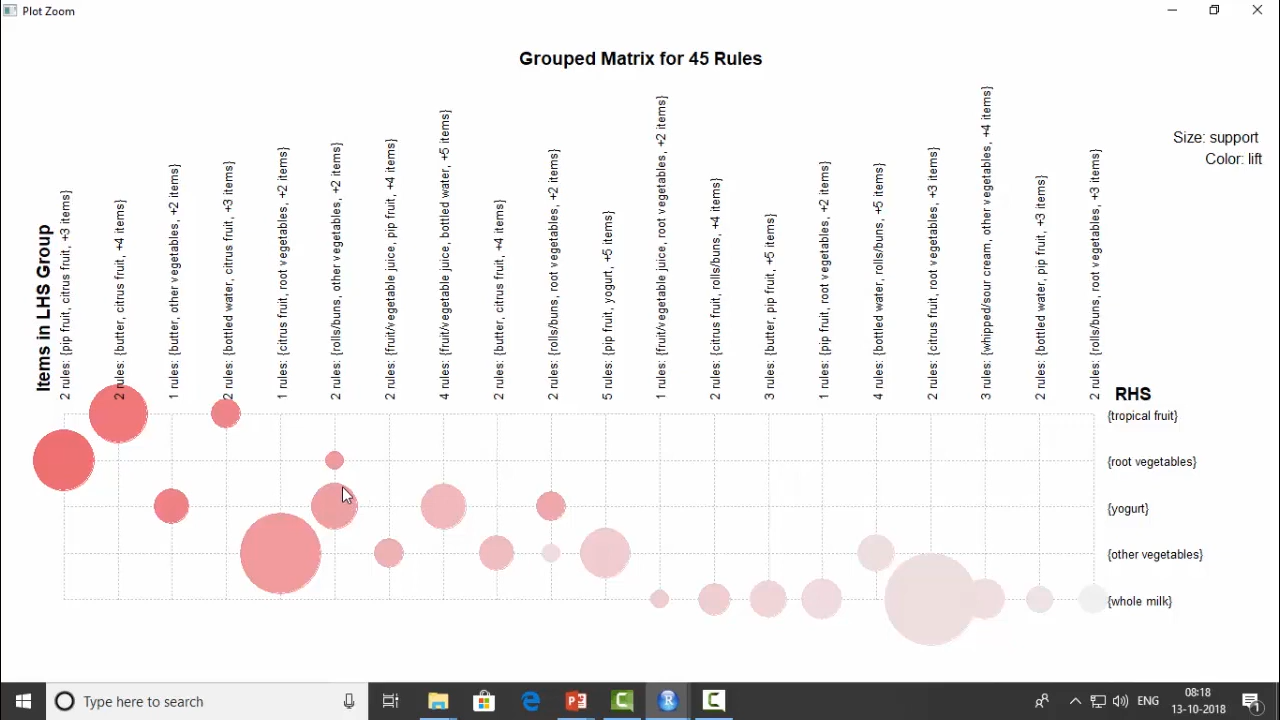 Plot Zoom
Grouped Matrix for 45 Rules
Size: support
Color: lift
Items in LHS Group
2 rules: {pip fruit, citrus fruit, +3 items}
2 rules: {butter, citrus fruit, +4 items}
1 rules: {butter, other vegetables, +2 items}
2 rules: {bottled water, citrus fruit, +3 items}
1 rules: {citrus fruit, root vegetables, +2 items}
2 rules: {rolls/buns, other vegetables, +2 items}
2 rules: {fruit/vegetable juice, pip fruit, +4 items}
4 rules: {fruit/vegetable juice, bottled water, +5 items}
2 rules: {butter, citrus fruit, +4 items}
2 rules: {rolls/buns, root vegetables, +2 items}
5 rules: {pip fruit, yogurt, +5 items}
1 rules: {fruit/vegetable juice, root vegetables, +2 items}
2 rules: {citrus fruit, rolls/buns, +4 items}
3 rules: {butter, pip fruit, +5 items}
1 rules: {pip fruit, root vegetables, +2 items}
4 rules: {bottled water, rolls/buns, +5 items}
2 rules: {citrus fruit, root vegetables, +3 items}
3 rules: {whipped/sour cream, other vegetables, +4 items}
2 rules: {bottled water, pip fruit, +3 items}
2 rules: {rolls/buns, root vegetables, +3 items}
RHS
{tropical fruit}
{root vegetables}
{yogurt}
{other vegetables}
{whole milk}
Type here to search
ENG
08:18
13-10-2018
1